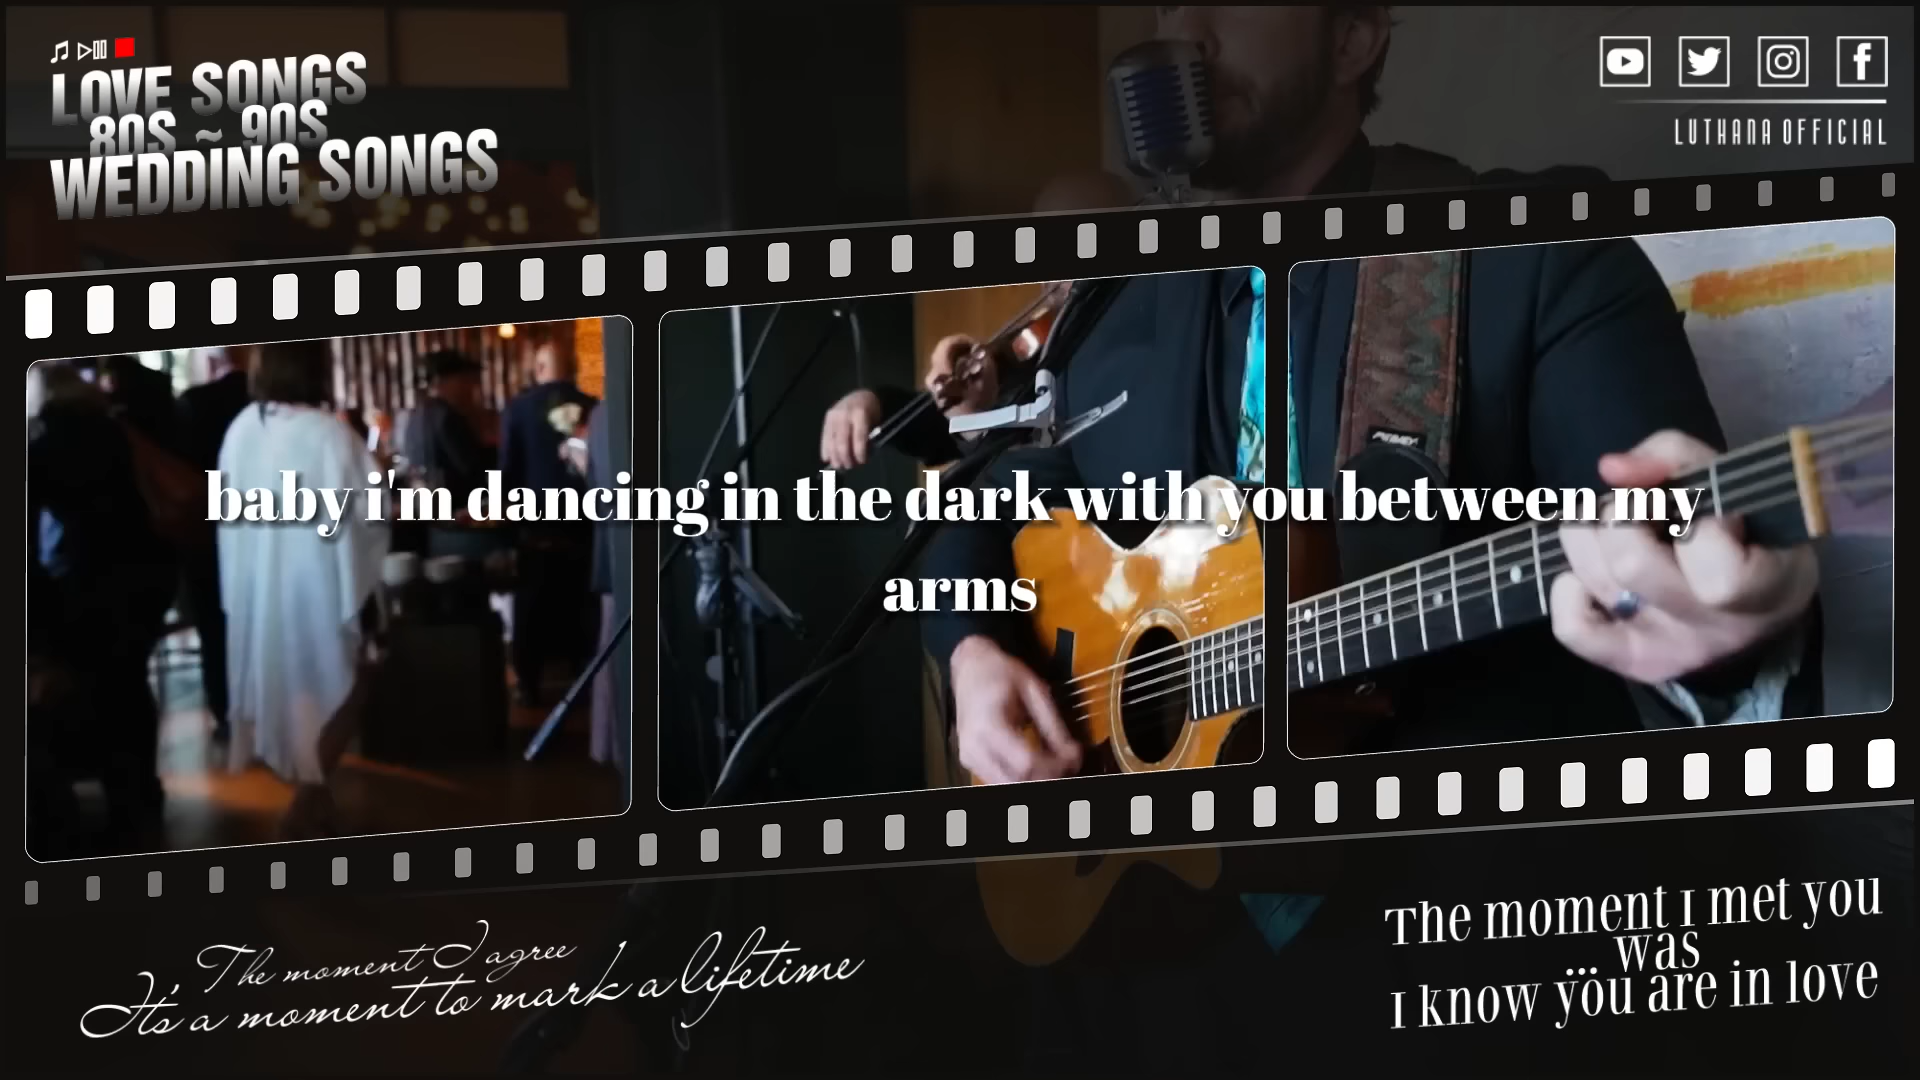 LOVE SONGS
80S ~ 90S
WEDDING SONGS
LUTHANA OFFICIAL
baby i'm dancing in the dark with you between my
arms
The moment I agree
It's a moment to mark a lifetime
The moment I met you
was
I know yöu are in love